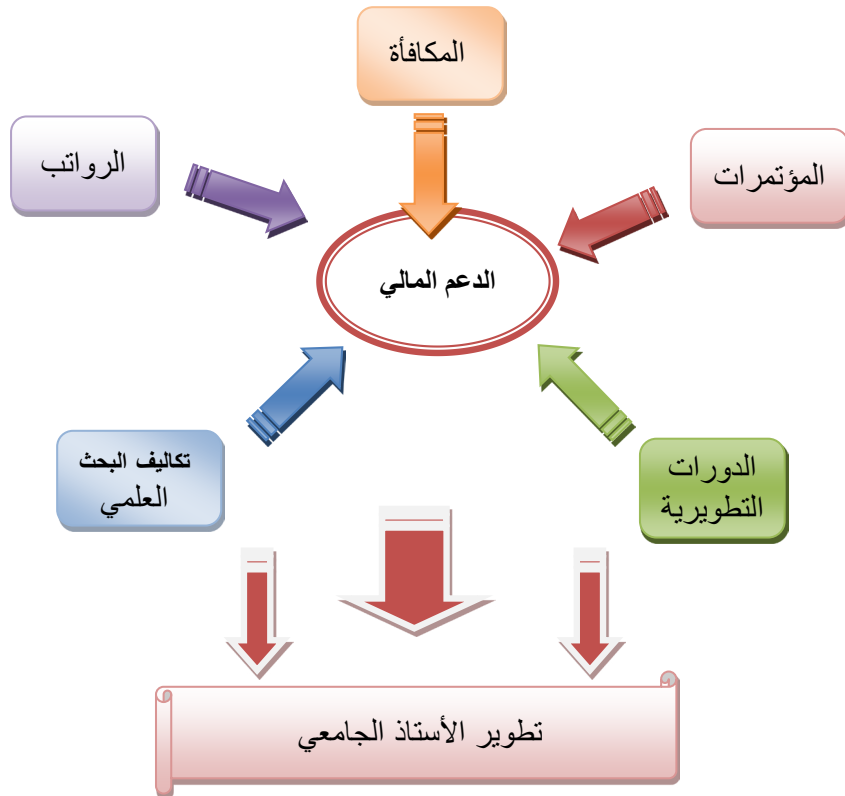 المكافأة
المؤتمرات
الرواتب
الدعم المالي
الدورات
التطويرية
تكاليف البحث
العلمي
تطوير الأستاذ الجامعي